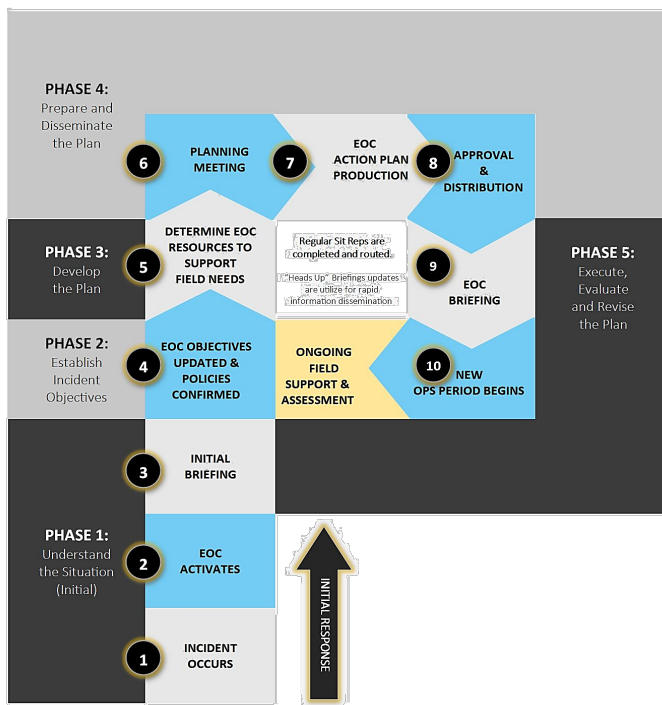 PHASE 4:
Prepare and
Disseminate
the Plan
6
PLANNING
MEETING
7
EOC
ACTION PLAN
PRODUCTION
8
APPROVAL
&
DISTRIBUTION
PHASE 3:
Develop
the Plan
5
DETERMINE EOC
RESOURCES TO
SUPPORT
FIELD NEEDS
Regular Sit Reps are
completed and routed.
"Heads Up" Briefings updates
are utilize for rapid
information dissemination
9
EOC
BRIEFING
PHASE 5:
Execute,
Evaluate
and Revise
the Plan
PHASE 2:
Establish
Incident
Objectives
4
EOC OBJECTIVES
UPDATED &
POLICIES
CONFIRMED
ONGOING
FIELD
SUPPORT &
ASSESSMENT
10
NEW
OPS PERIOD BEGINS
3
INITIAL
BRIEFING
PHASE 1:
Understand
the Situation
(Initial)
2
EOC
ACTIVATES
1
INCIDENT
OCCURS
INITIAL RESPONSE